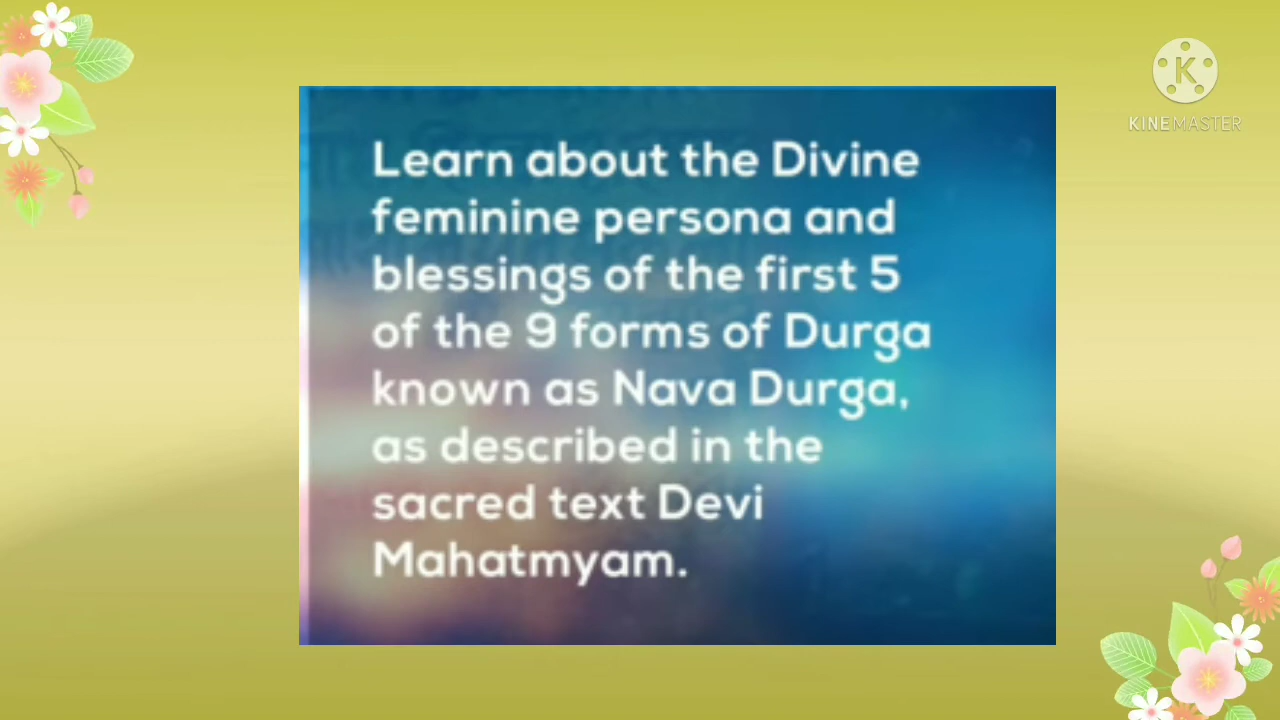 KINEMASTER
Learn about the Divine
feminine persona and
blessings of the first 5
of the 9 forms of Durga
known as Nava Durga,
as described in the
sacred text Devi
Mahatmyam.